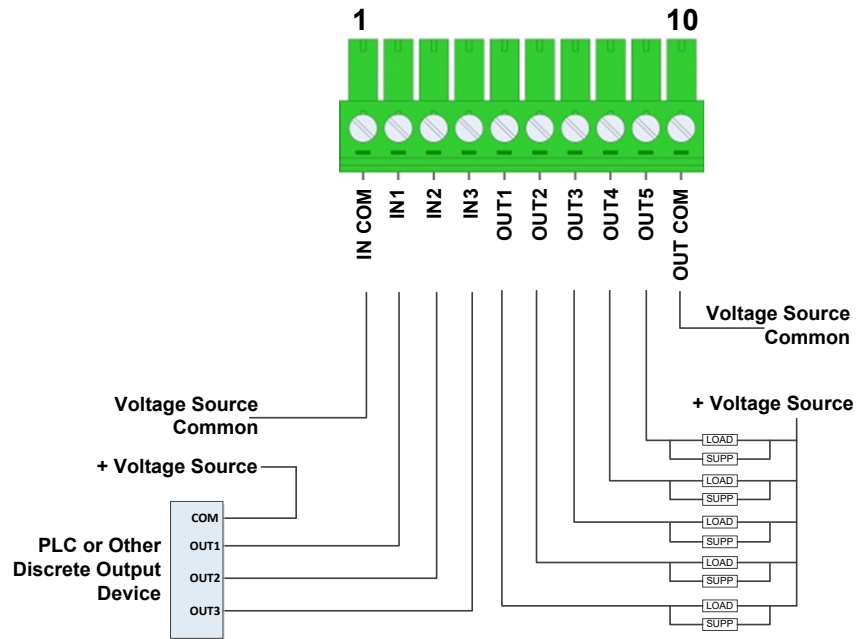 1
10
IN COM
IN1
IN2
IN3
OUT1
OUT2
OUT3
OUT4
OUT5
OUT COM
Voltage Source
Common
Voltage Source
Common
+ Voltage Source
+ Voltage Source
LOAD
SUPP
LOAD
SUPP
LOAD
SUPP
LOAD
SUPP
LOAD
SUPP
PLC or Other
Discrete Output
Device
COM
OUT1
OUT2
OUT3